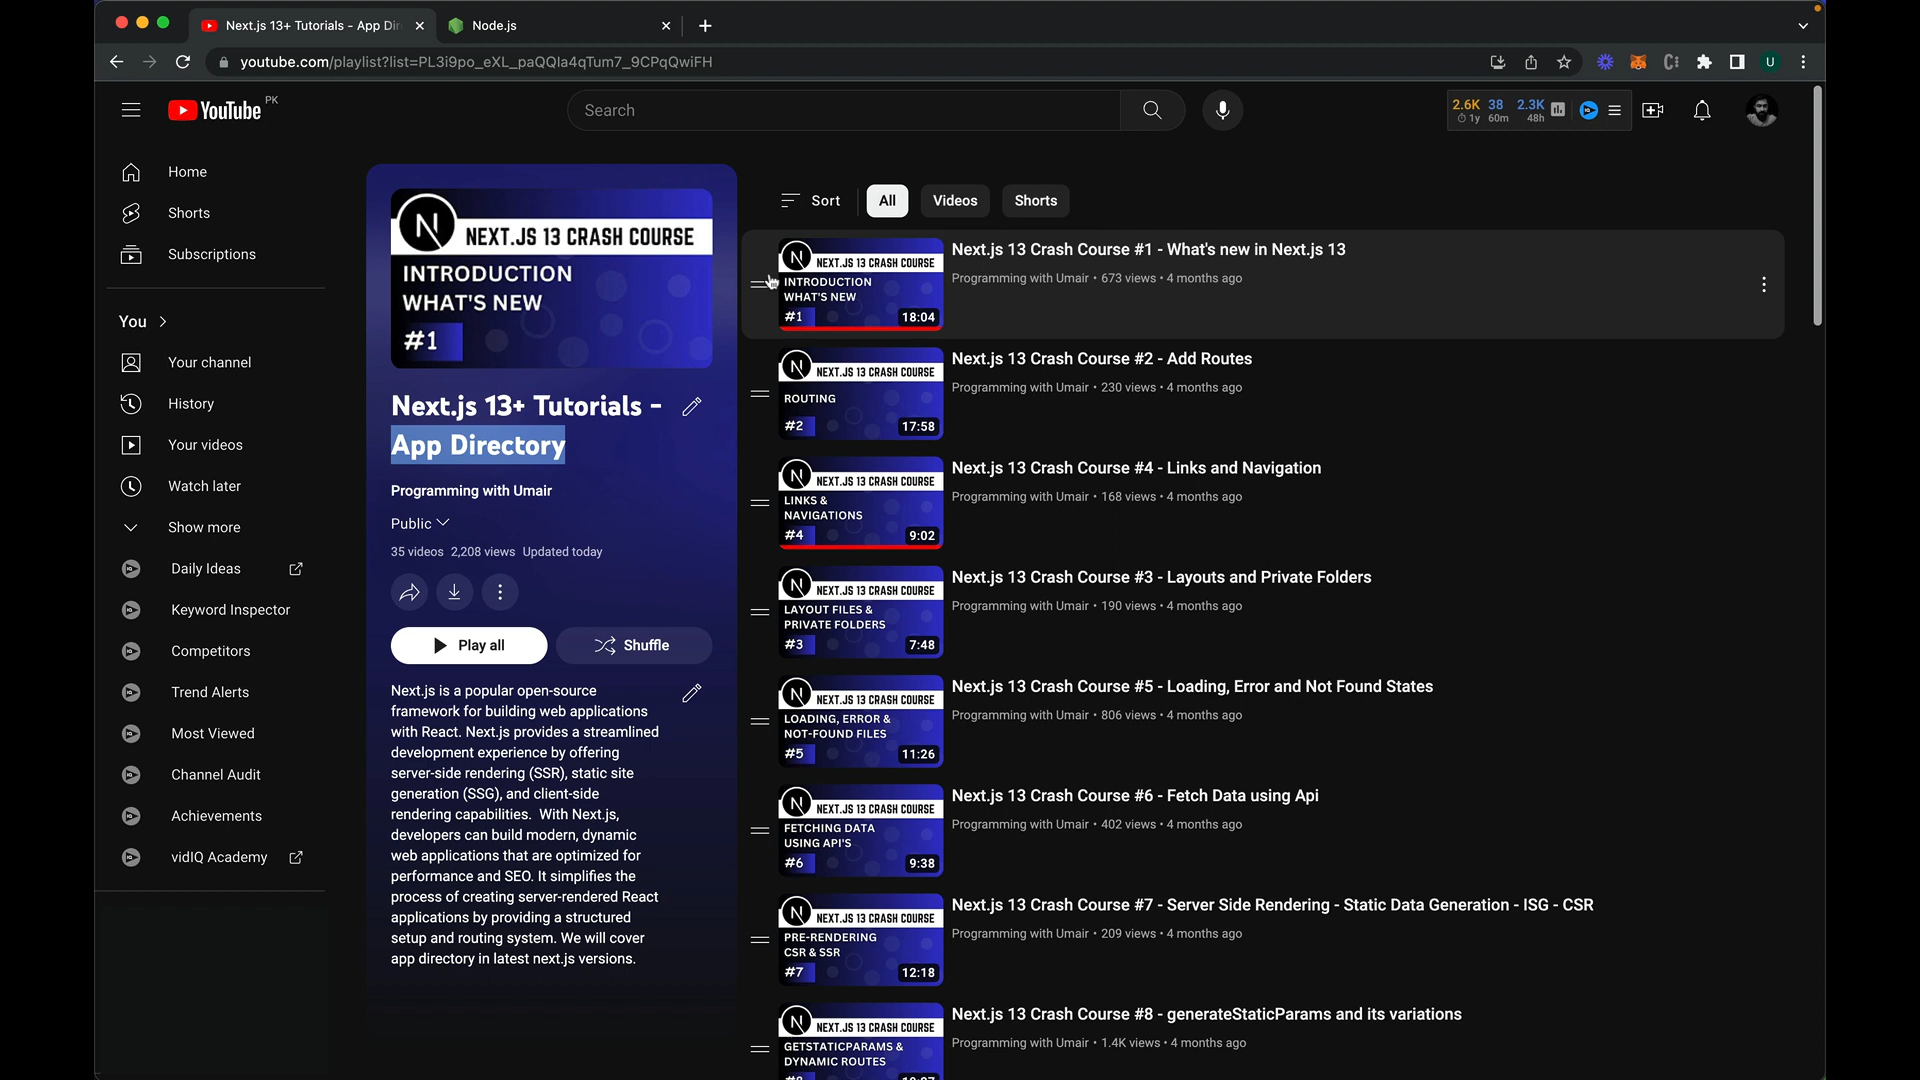 Next.js 13+ Tutorials - App Dir
Node.js
youtube.com/playlist?list=PL3i9po_eXL_paQQla4qTum7_9CPqQwiFH
U
YouTube PK
Search
2.6K 38 2.3K
1y 60m 48h
Home
Shorts
Subscriptions
You
Your channel
History
Your videos
Watch later
Show more
Daily Ideas
Keyword Inspector
Competitors
Trend Alerts
Most Viewed
Channel Audit
Achievements
vidIQ Academy
N NEXT.JS 13 CRASH COURSE
INTRODUCTION
WHAT'S NEW
#1
Next.js 13+ Tutorials -
App Directory
Programming with Umair
Public
35 videos 2,208 views Updated today
Play all
Shuffle
Next.js is a popular open-source
framework for building web applications
with React. Next.js provides a streamlined
development experience by offering
server-side rendering (SSR), static site
generation (SSG), and client-side
rendering capabilities. With Next.js,
developers can build modern, dynamic
web applications that are optimized for
performance and SEO. It simplifies the
process of creating server-rendered React
applications by providing a structured
setup and routing system. We will cover
app directory in latest next.js versions.
Sort
All
Videos
Shorts
N NEXT.JS 13 CRASH COURSE
INTRODUCTION
WHAT'S NEW
#1
18:04
Next.js 13 Crash Course #1 - What's new in Next.js 13
Programming with Umair • 673 views • 4 months ago
N NEXT.JS 13 CRASH COURSE
ROUTING
#2
17:58
Next.js 13 Crash Course #2 - Add Routes
Programming with Umair • 230 views • 4 months ago
N NEXT.JS 13 CRASH COURSE
LINKS &
NAVIGATIONS
#4
9:02
Next.js 13 Crash Course #4 - Links and Navigation
Programming with Umair • 168 views • 4 months ago
N NEXT.JS 13 CRASH COURSE
LAYOUT FILES &
PRIVATE FOLDERS
#3
7:48
Next.js 13 Crash Course #3 - Layouts and Private Folders
Programming with Umair • 190 views • 4 months ago
N NEXT.JS 13 CRASH COURSE
LOADING, ERROR &
NOT-FOUND FILES
#5
11:26
Next.js 13 Crash Course #5 - Loading, Error and Not Found States
Programming with Umair • 806 views • 4 months ago
N NEXT.JS 13 CRASH COURSE
FETCHING DATA
USING API'S
#6
9:38
Next.js 13 Crash Course #6 - Fetch Data using Api
Programming with Umair • 402 views • 4 months ago
N NEXT.JS 13 CRASH COURSE
PRE-RENDERING
CSR & SSR
#7
12:18
Next.js 13 Crash Course #7 - Server Side Rendering - Static Data Generation - ISG - CSR
Programming with Umair • 209 views • 4 months ago
N NEXT.JS 13 CRASH COURSE
GETSTATICPARAMS &
DYNAMIC ROUTES
Next.js 13 Crash Course #8 - generateStaticParams and its variations
Programming with Umair • 1.4K views • 4 months ago